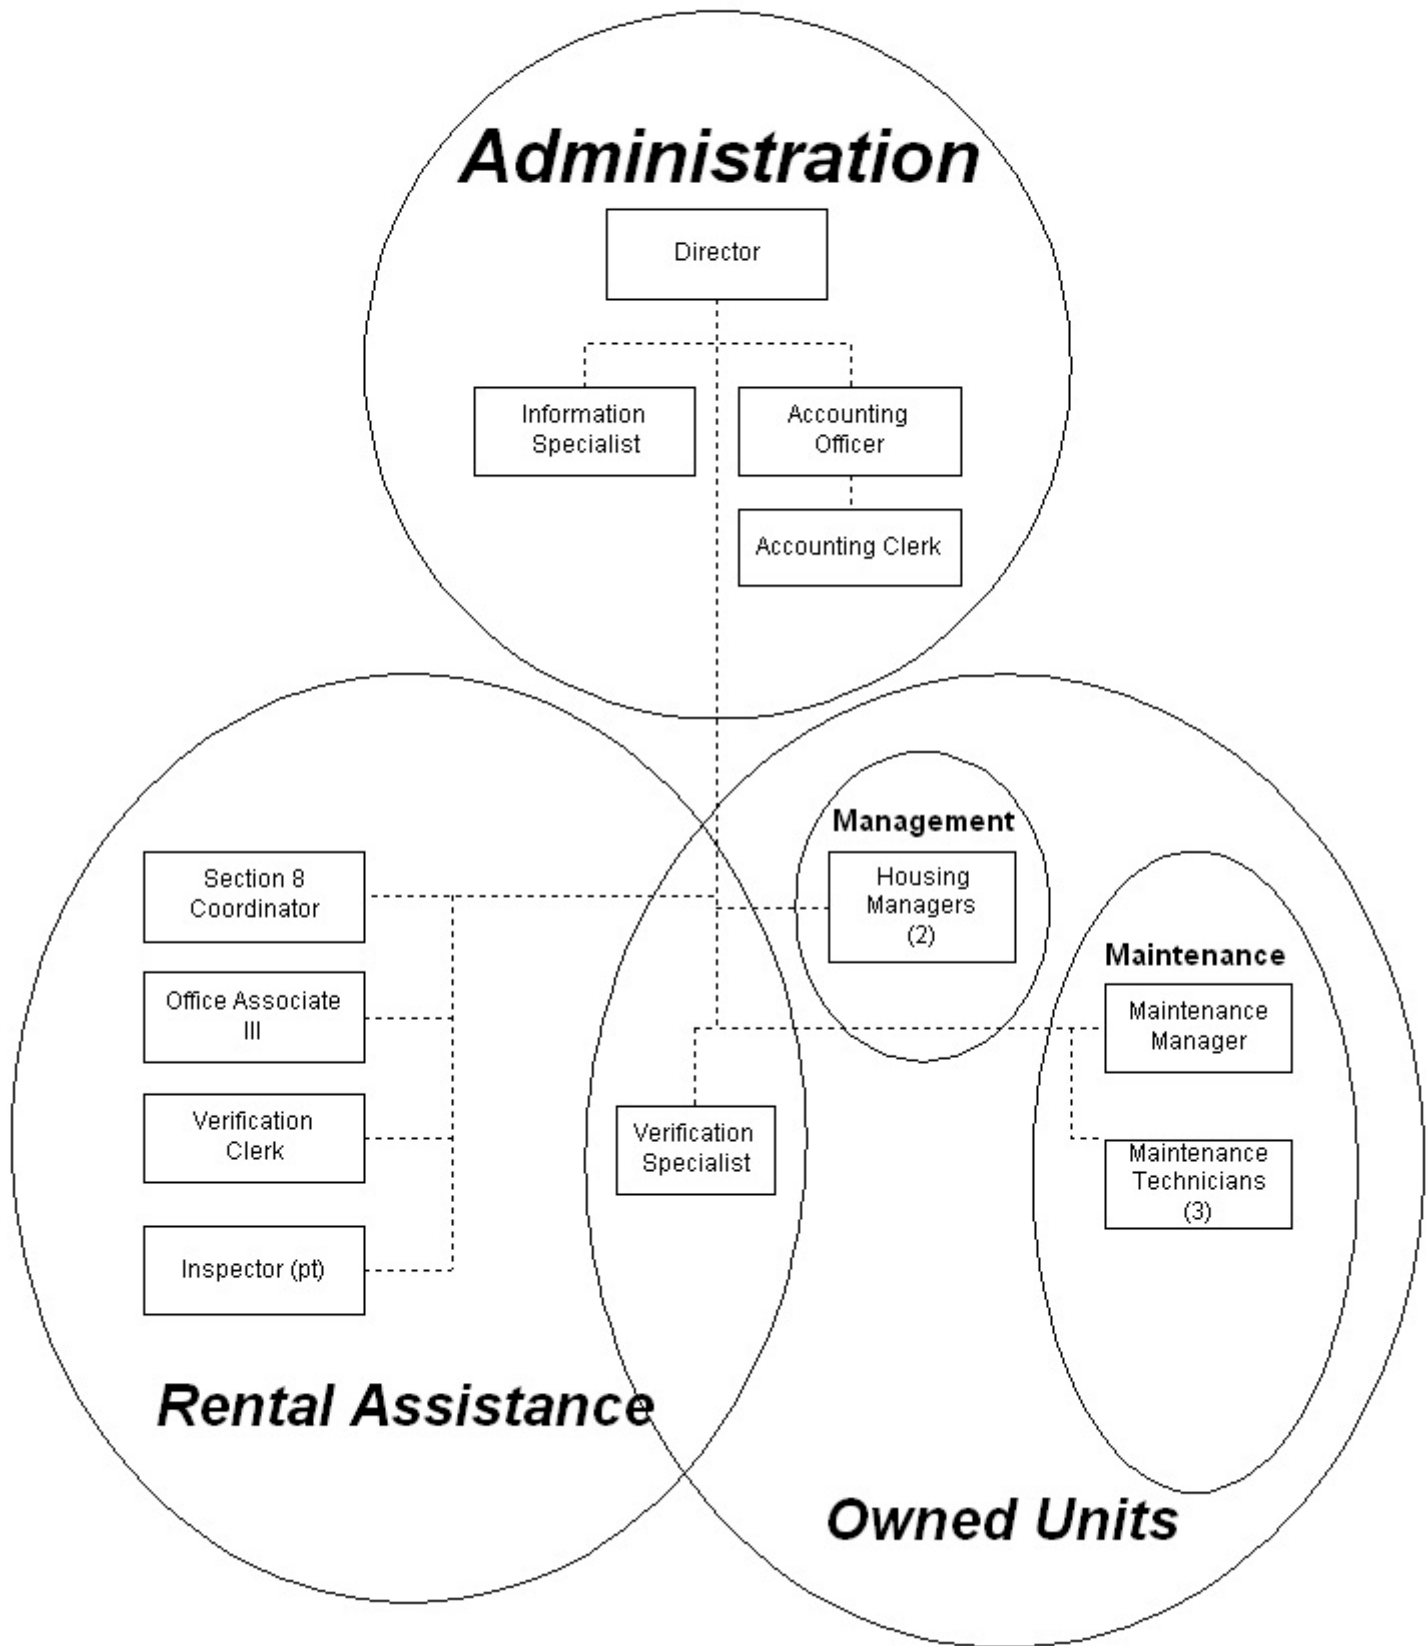 Administration
Director
Information
Specialist
Accounting
Officer
Accounting Clerk
Management
Housing
Managers
(2)
Section 8
Coordinator
Office Associate
III
Verification
Clerk
Inspector (pt)
Rental Assistance
Verification
Specialist
Maintenance
Maintenance
Manager
Maintenance
Technicians
(3)
Owned Units